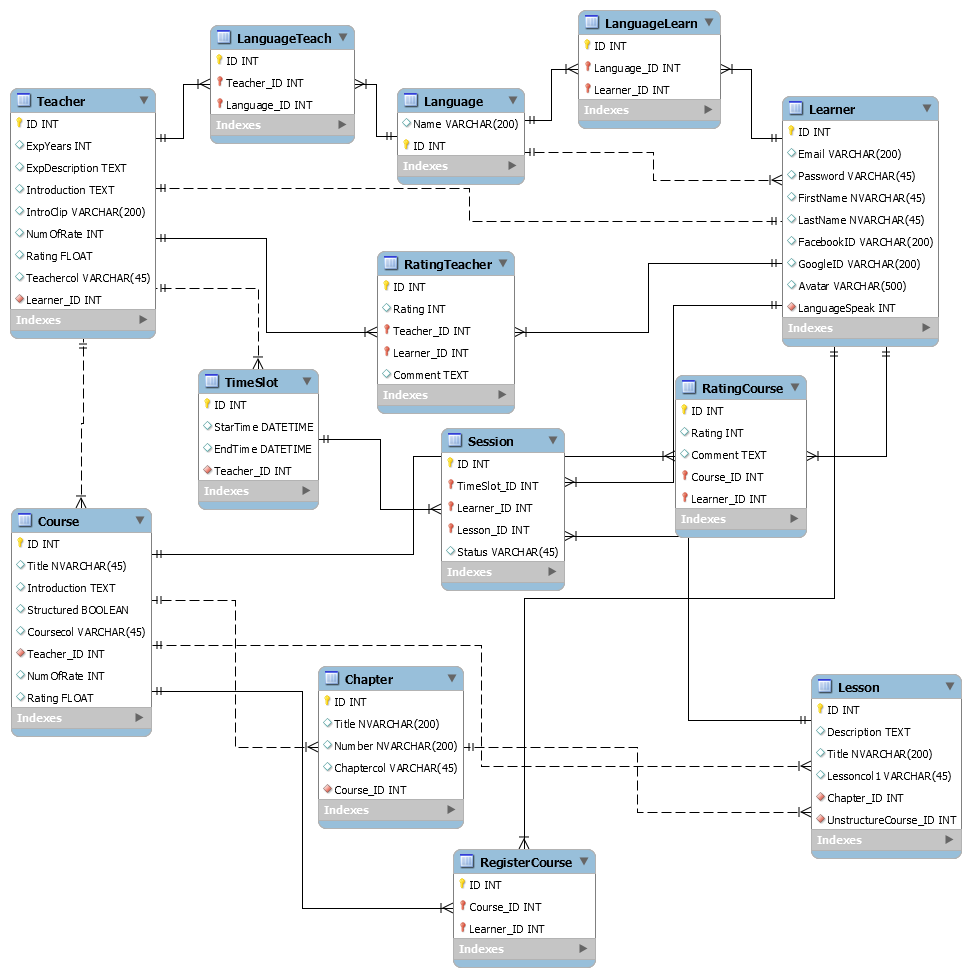 LanguageTeach
ID INT
Teacher_ID INT
Language_ID INT
Indexes
LanguageLearn
ID INT
Language_ID INT
Learner_ID INT
Indexes
Teacher
ID INT
ExpYears INT
ExpDescription TEXT
Introduction TEXT
IntroClip VARCHAR(200)
NumOfRate INT
Rating FLOAT
Teachercol VARCHAR(45)
Learner_ID INT
Indexes
Language
Name VARCHAR(200)
ID INT
Indexes
Learner
ID INT
Email VARCHAR(200)
Password VARCHAR(45)
FirstName NVARCHAR(45)
LastName NVARCHAR(45)
FacebookID VARCHAR(200)
GoogleID VARCHAR(200)
Avatar VARCHAR(500)
LanguageSpeak INT
Indexes
RatingTeacher
ID INT
Rating INT
Teacher_ID INT
Learner_ID INT
Comment TEXT
Indexes
TimeSlot
ID INT
StarTime DATETIME
EndTime DATETIME
Teacher_ID INT
Indexes
RatingCourse
ID INT
Rating INT
Comment TEXT
Course_ID INT
Learner_ID INT
Indexes
Session
ID INT
TimeSlot_ID INT
Learner_ID INT
Lesson_ID INT
Status VARCHAR(45)
Indexes
Course
ID INT
Title NVARCHAR(45)
Introduction TEXT
Structured BOOLEAN
Coursecol VARCHAR(45)
Teacher_ID INT
NumOfRate INT
Rating FLOAT
Indexes
Chapter
ID INT
Title NVARCHAR(200)
Number NVARCHAR(200)
Chaptercol VARCHAR(45)
Course_ID INT
Indexes
Lesson
ID INT
Description TEXT
Title NVARCHAR(200)
Lessoncol1 VARCHAR(45)
Chapter_ID INT
UnstructureCourse_ID INT
Indexes
RegisterCourse
ID INT
Course_ID INT
Learner_ID INT
Indexes